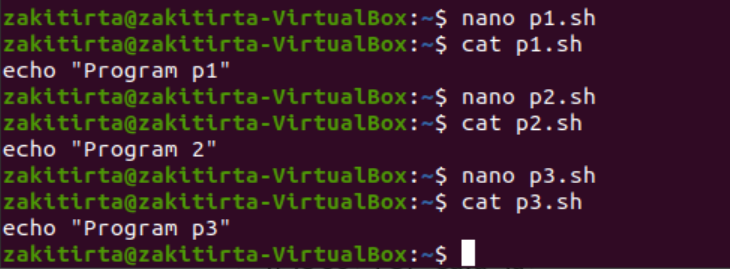 zakitirta@zakitirta-VirtualBox:~$ nano p1.sh
zakitirta@zakitirta-VirtualBox:~$ cat p1.sh
echo "Program p1"
zakitirta@zakitirta-VirtualBox:~$ nano p2.sh
zakitirta@zakitirta-VirtualBox:~$ cat p2.sh
echo "Program 2"
zakitirta@zakitirta-VirtualBox:~$ nano p3.sh
zakitirta@zakitirta-VirtualBox:~$ cat p3.sh
echo "Program p3"
zakitirta@zakitirta-VirtualBox:~$